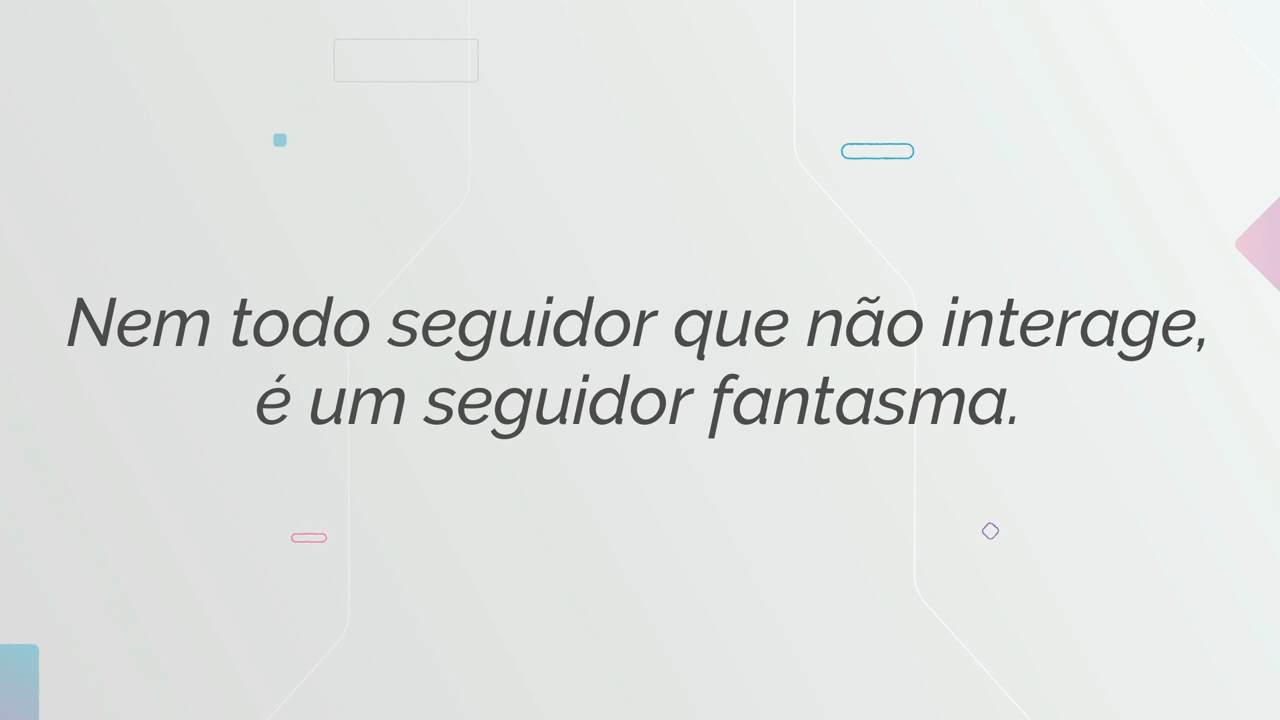 Nem todo seguidor que não interage,
é um seguidor fantasma.